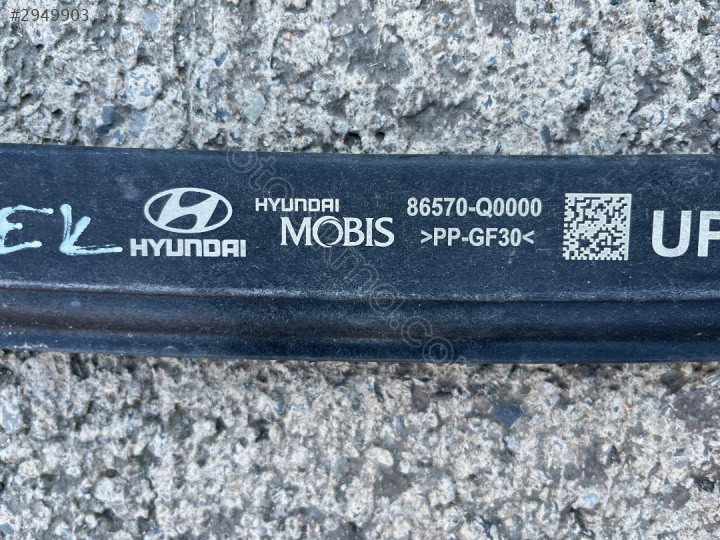 #2949903
EL
HYUNDAI
HYUNDAI
MOBIS
86570-Q0000
>PP-GF30<
UP